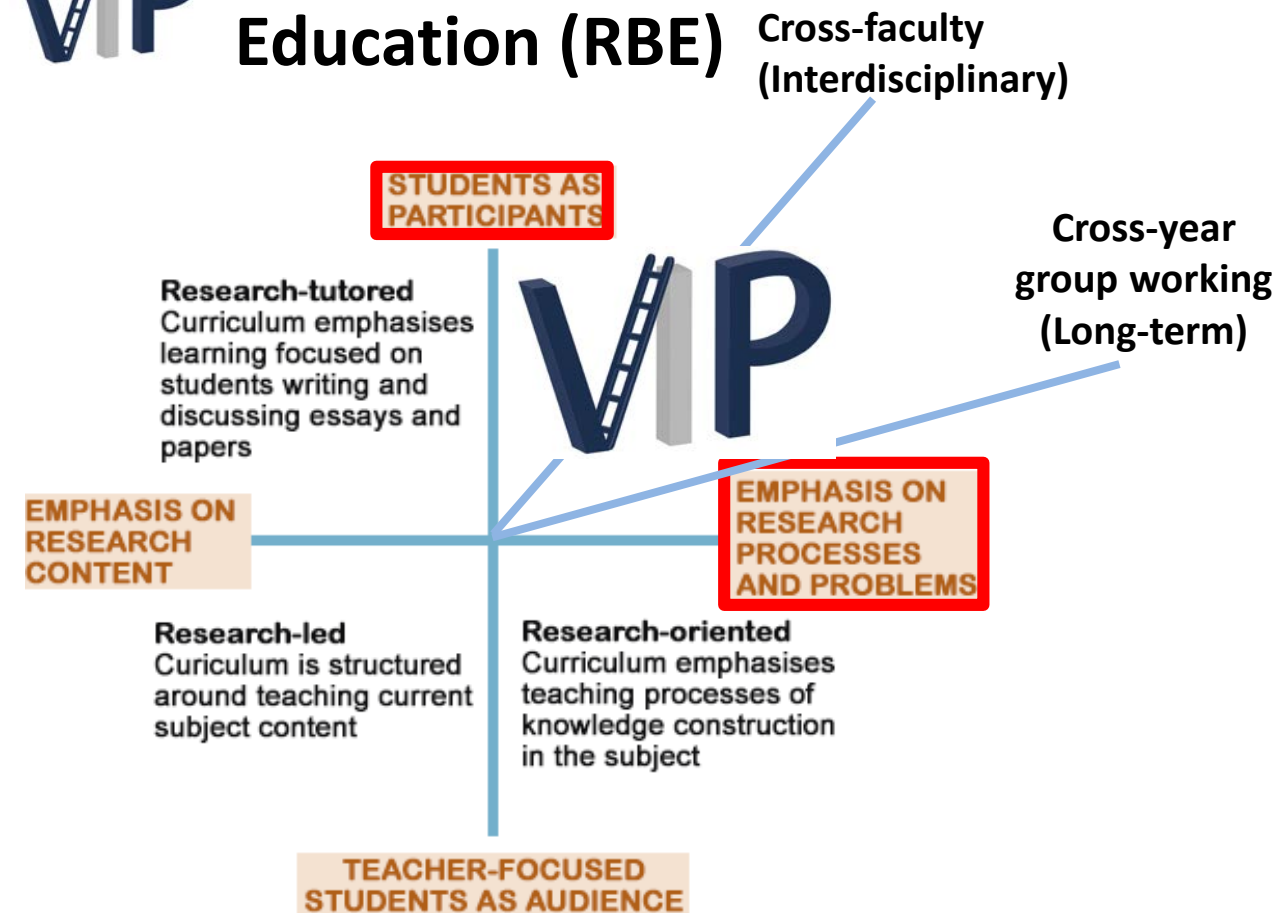 VIP
Education (RBE)
Cross-faculty
(Interdisciplinary)
STUDENTS AS
PARTICIPANTS
Cross-year
group working
(Long-term)
Research-tutored
Curriculum emphasises
learning focused on
students writing and
discussing essays and
papers
VIP
EMPHASIS ON
RESEARCH
CONTENT
EMPHASIS ON
RESEARCH
PROCESSES
AND PROBLEMS
Research-led
Curiculum is structured
around teaching current
subject content
Research-oriented
Curriculum emphasises
teaching processes of
knowledge construction
in the subject
TEACHER-FOCUSED
STUDENTS AS AUDIENCE